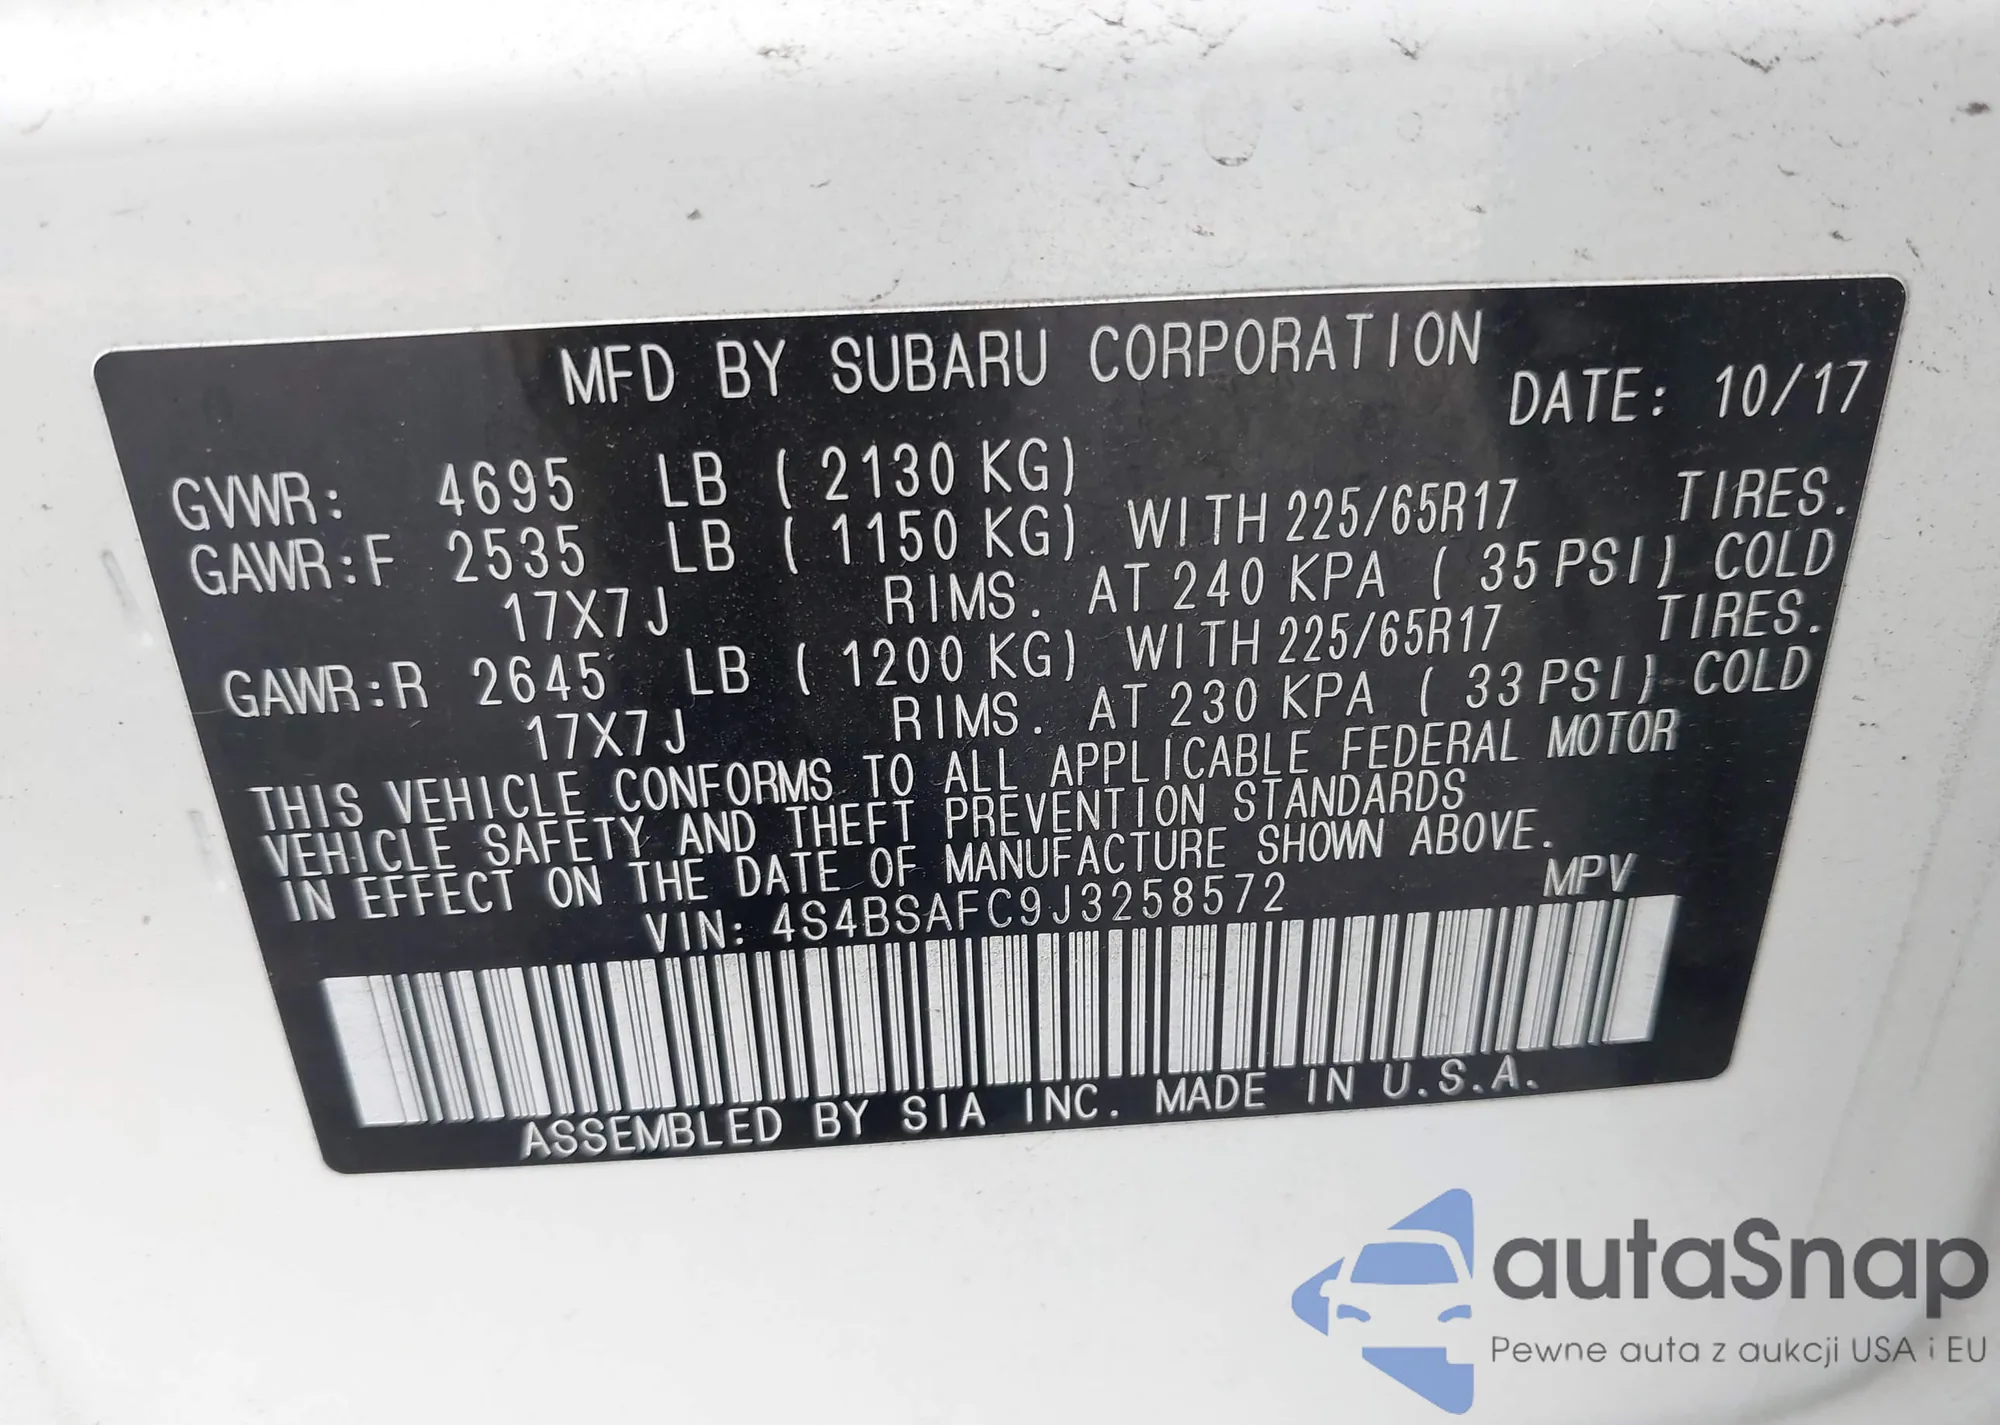 MFD BY SUBARU CORPORATION
DATE: 10/17
GVWR: 4695 LB ( 2130 KG)
GAWR:F 2535 LB ( 1150 KG) WITH 225/65R17 TIRES.
17X7J RIMS. AT 240 KPA ( 35 PSI) COLD
GAWR:R 2645 LB ( 1200 KG) WITH 225/65R17 TIRES.
17X7J RIMS. AT 230 KPA ( 33 PSI) COLD
THIS VEHICLE CONFORMS TO ALL APPLICABLE FEDERAL MOTOR
VEHICLE SAFETY AND THEFT PREVENTION STANDARDS
IN EFFECT ON THE DATE OF MANUFACTURE SHOWN ABOVE.
VIN: 4S4BSAFC9J3258572 MPV
ASSEMBLED BY SIA INC. MADE IN U.S.A.
autaSnap
Pewne auta z aukcji USA i EU